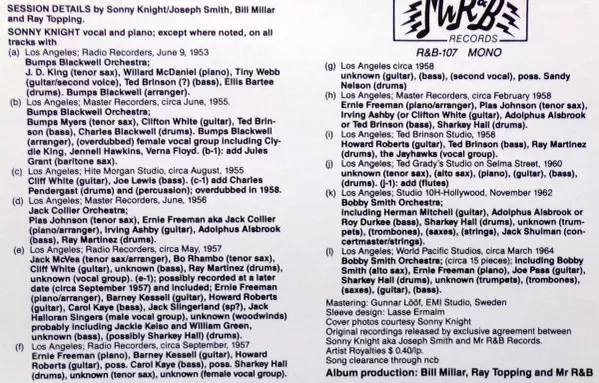 SESSION DETAILS by Sonny Knight/Joseph Smith, Bill Millar
and Ray Topping.
SONNY KNIGHT vocal and piano; except where noted, on all
tracks with
(a) Los Angeles; Radio Recorders, June 9, 1953
Bumps Blackwell Orchestra;
J. D. King (tenor sax), Willard McDaniel (piano), Tiny Webb
(guitar/second voice), Ted Brinson (?) (bass), Ellis Bartee
(drums). Bumps Blackwell (arranger).
(b) Los Angeles; Master Recorders, circa June, 1955.
Bumps Blackwell Orchestra;
Bumps Myers (tenor sax), Clifton White (guitar), Ted Brin-
son (bass), Charles Blackwell (drums). Bumps Blackwell
(arranger), (overdubbed) female vocal group including Cly-
die King, Jennell Hawkins, Verna Floyd. (b-1): add Jules
Grant (baritone sax).
(c) Los Angeles; Hite Morgan Studio, circa August, 1955
Cliff White (guitar), Joe Lewis (bass). (c-1) add Charles
Pendergast (drums) and (percussion); overdubbed in 1958.
(d) Los Angeles; Master Recorders, June, 1956
Jack Collier Orchestra;
Plas Johnson (tenor sax), Ernie Freeman aka Jack Collier
(piano/arranger), Irving Ashby (guitar), Adolphus Alsbrook
(bass), Ray Martinez (drums).
(e) Los Angeles; Radio Recorders, circa May, 1957
Jack McVea (tenor sax/arranger), Bo Rhambo (tenor sax),
Cliff White (guitar), unknown (bass), Ray Martinez (drums),
unknown (vocal group). (e-1); possibly recorded at a later
date (circa September 1957) and included; Ernie Freeman
(piano/arranger), Barney Kessell (guitar), Howard Roberts
(guitar), Carol Kaye (bass), Jack Slingerland (sp?), Jack
Halloran Singers (male vocal group), unknown (woodwinds)
probably including Jackie Kelso and William Green,
unknown (bass), (possibly Sharkey Hall) (drums).
(f) Los Angeles; Radio Recorders, circa September, 1957
Ernie Freeman (piano), Barney Kessell (guitar), Howard
Roberts (guitar), poss. Carol Kaye (bass), poss. Sharkey Hall
(drums), unknown (tenor sax), unknown (female vocal group).
Mr R&B
RECORDS
R&B-107 MONO
(g) Los Angeles circa 1958
unknown (guitar), (bass), (second vocal), poss. Sandy
Nelson (drums)
(h) Los Angeles; Master Recorders, circa February 1958
Ernie Freeman (piano/arranger), Plas Johnson (tenor sax),
Irving Ashby (or Clifton White) (guitar), Adolphus Alsbrook
or Ted Brinson (bass), Sharkey Hall (drums).
(i) Los Angeles; Ted Brinson Studio, 1958
Howard Roberts (guitar), Ted Brinson (bass), Ray Martinez
(drums), the Jayhawks (vocal group).
(j) Los Angeles; Ted Grady's Studio on Selma Street, 1960
unknown (tenor sax), (alto sax), (piano), (guitar), (bass),
(drums). (j-1): add (flutes)
(k) Los Angeles; Studio 10H-Hollywood, November 1962
Bobby Smith Orchestra;
including Herman Mitchell (guitar), Adolphus Alsbrook or
Roy Durkee (bass), Sharkey Hall (drums), unknown (trum-
pets), (trombones), (saxes), (strings), Jack Shulman (con-
certmaster/strings).
(l) Los Angeles; World Pacific Studios, circa March 1964
Bobby Smith Orchestra; (circa 15 pieces); including Bobby
Smith (alto sax), Ernie Freeman (piano), Joe Pass (guitar),
Sharkey Hall (drums), unknown (trumpets), (trombones),
(saxes), (guitar), (bass).
Mastering: Gunnar Lööf, EMI Studio, Sweden
Sleeve design: Lasse Ermalm
Cover photos courtesy Sonny Knight
Original recordings released by exclusive agreement between
Sonny Knight aka Joseph Smith and Mr R&B Records.
Artist Royalties $ 0.40/lp.
Song clearance through ncb
Album production: Bill Millar, Ray Topping and Mr R&B